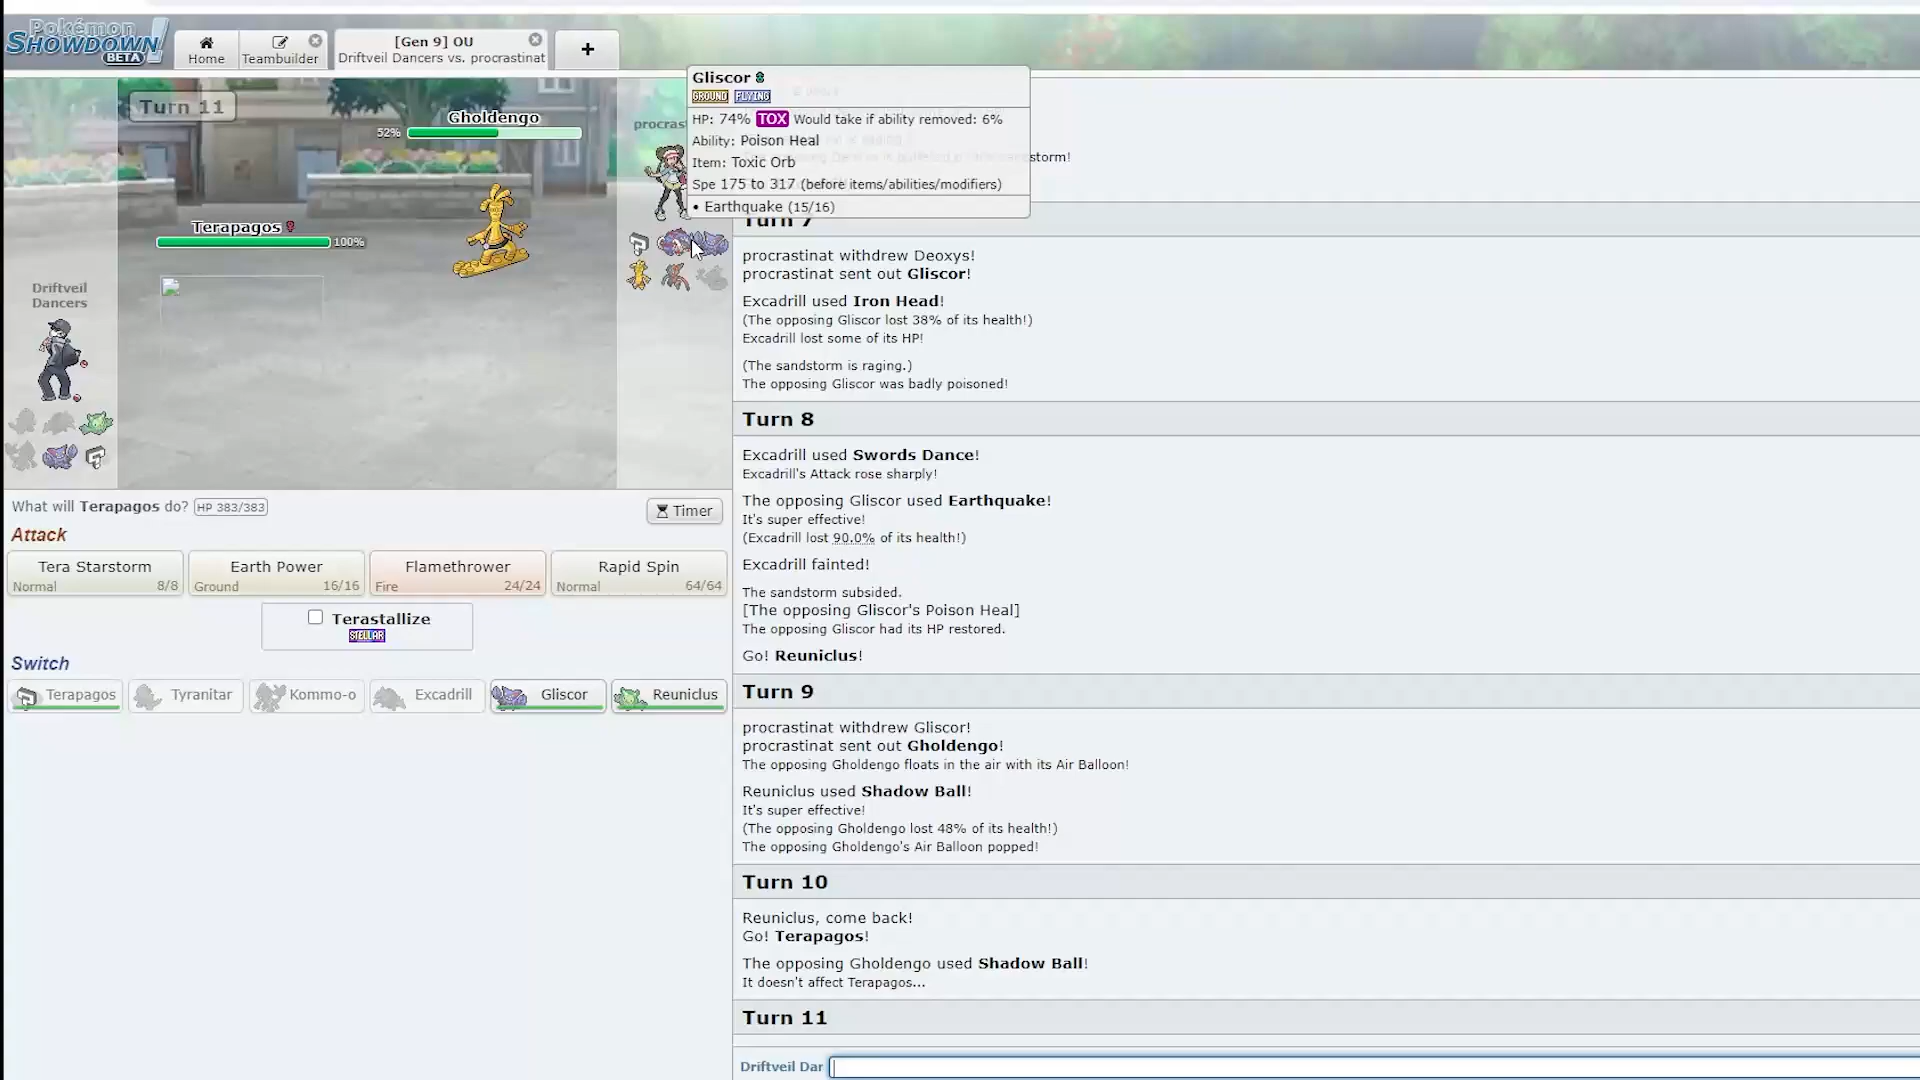 Pokémon
SHOWDOWN!
BETA
Home
Teambuilder
[Gen 9] OU
Driftveil Dancers vs. procrastinat
+
Turn 11
Gholdengo
52%
Terapagos
100%
Driftveil
Dancers
procras
Gliscor
GROUND FLYING
HP: 74% TOX Would take if ability removed: 6%
Ability: Poison Heal
Item: Toxic Orb
Spe 175 to 317 (before items/abilities/modifiers)
• Earthquake (15/16)
storm!
What will Terapagos do? HP 383/383
Timer
Attack
Tera Starstorm
Normal 8/8
Earth Power
Ground 16/16
Flamethrower
Fire 24/24
Rapid Spin
Normal 64/64
Terastallize
STELLAR
Switch
Terapagos
Tyranitar
Kommo-o
Excadrill
Gliscor
Reuniclus
Turn 7
procrastinat withdrew Deoxys!
procrastinat sent out Gliscor!
Excadrill used Iron Head!
(The opposing Gliscor lost 38% of its health!)
Excadrill lost some of its HP!
(The sandstorm is raging.)
The opposing Gliscor was badly poisoned!
Turn 8
Excadrill used Swords Dance!
Excadrill's Attack rose sharply!
The opposing Gliscor used Earthquake!
It's super effective!
(Excadrill lost 90.0% of its health!)
Excadrill fainted!
The sandstorm subsided.
[The opposing Gliscor's Poison Heal]
The opposing Gliscor had its HP restored.
Go! Reuniclus!
Turn 9
procrastinat withdrew Gliscor!
procrastinat sent out Gholdengo!
The opposing Gholdengo floats in the air with its Air Balloon!
Reuniclus used Shadow Ball!
It's super effective!
(The opposing Gholdengo lost 48% of its health!)
The opposing Gholdengo's Air Balloon popped!
Turn 10
Reuniclus, come back!
Go! Terapagos!
The opposing Gholdengo used Shadow Ball!
It doesn't affect Terapagos...
Turn 11
Driftveil Dar